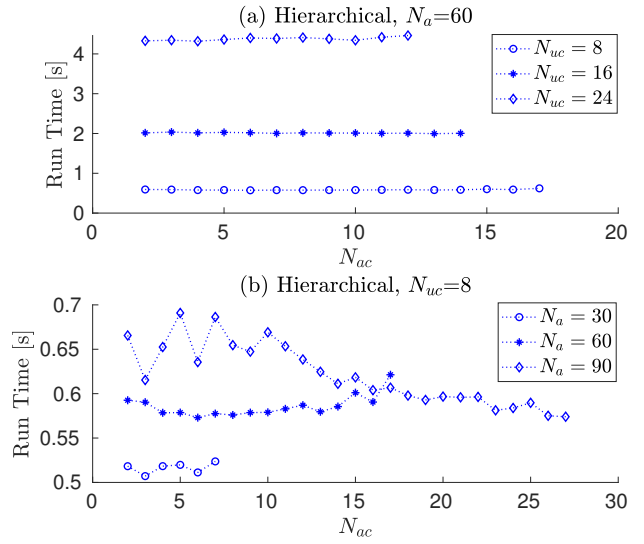 (a) Hierarchical, N_a=60
Run Time [s]
4
3
2
1
0
0 5 10 15 20
N_ac
N_uc = 8
N_uc = 16
N_uc = 24
(b) Hierarchical, N_uc=8
Run Time [s]
0.7
0.65
0.6
0.55
0.5
0 5 10 15 20 25 30
N_ac
N_a = 30
N_a = 60
N_a = 90